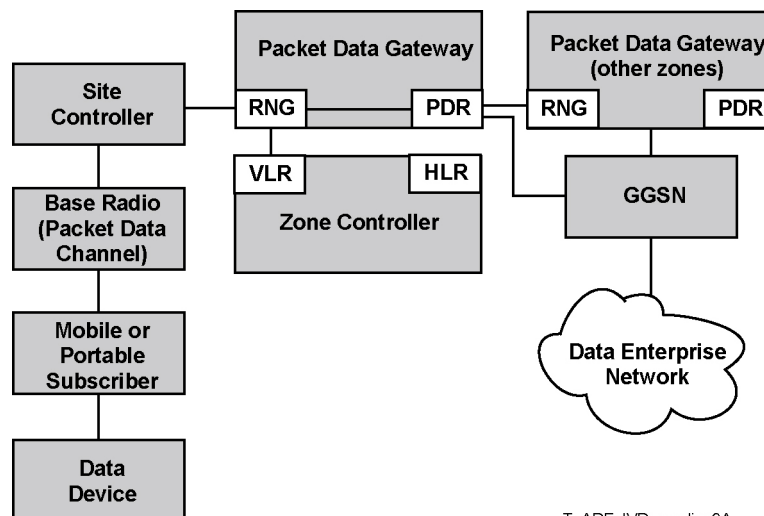 Packet Data Gateway
RNG
PDR
Packet Data Gateway
(other zones)
RNG
PDR
Site
Controller
VLR
HLR
Zone Controller
GGSN
Base Radio
(Packet Data
Channel)
Mobile or
Portable
Subscriber
Data Enterprise
Network
Data
Device